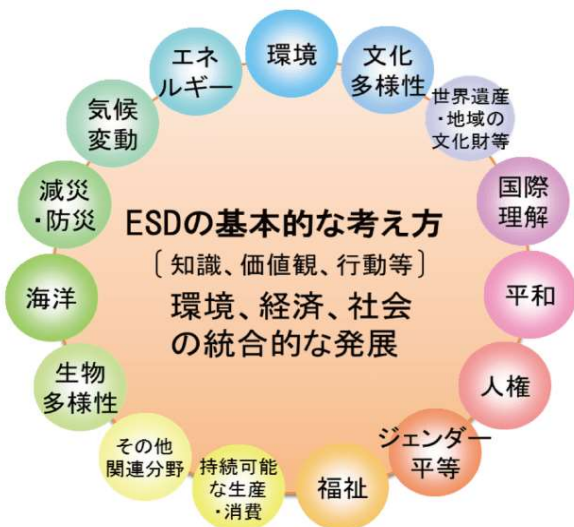 環境
文化
多様性
世界遺産
・地域の
文化財等
国際
理解
平和
人権
ジェンダー
平等
福祉
持続可能
な生産
・消費
その他
関連分野
生物
多様性
海洋
減災
・防災
気候
変動
エネ
ルギー
ESDの基本的な考え方
〔知識、価値観、行動等〕
環境、経済、社会
の統合的な発展